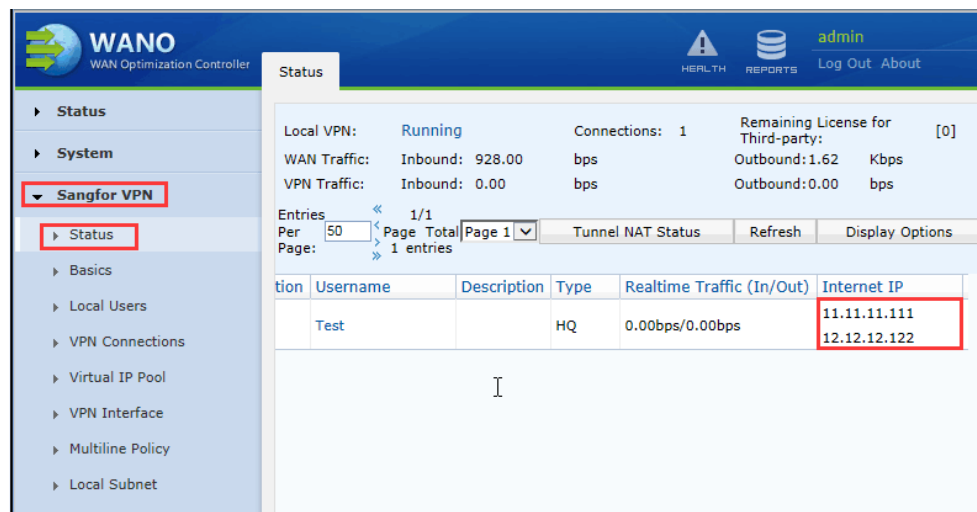 WANO
WAN Optimization Controller
Status
HEALTH
REPORTS
admin
Log Out About
Status
System
Sangfor VPN
Status
Basics
Local Users
VPN Connections
Virtual IP Pool
VPN Interface
Multiline Policy
Local Subnet
Local VPN: Running Connections: 1 Remaining License for Third-party: [0]
WAN Traffic: Inbound: 928.00 bps Outbound:1.62 Kbps
VPN Traffic: Inbound: 0.00 bps Outbound:0.00 bps
Entries Per Page: 50 1/1 Page Total 1 entries Page 1 Tunnel NAT Status Refresh Display Options
tion Username Description Type Realtime Traffic (In/Out) Internet IP
Test HQ 0.00bps/0.00bps 11.11.11.111
12.12.12.122